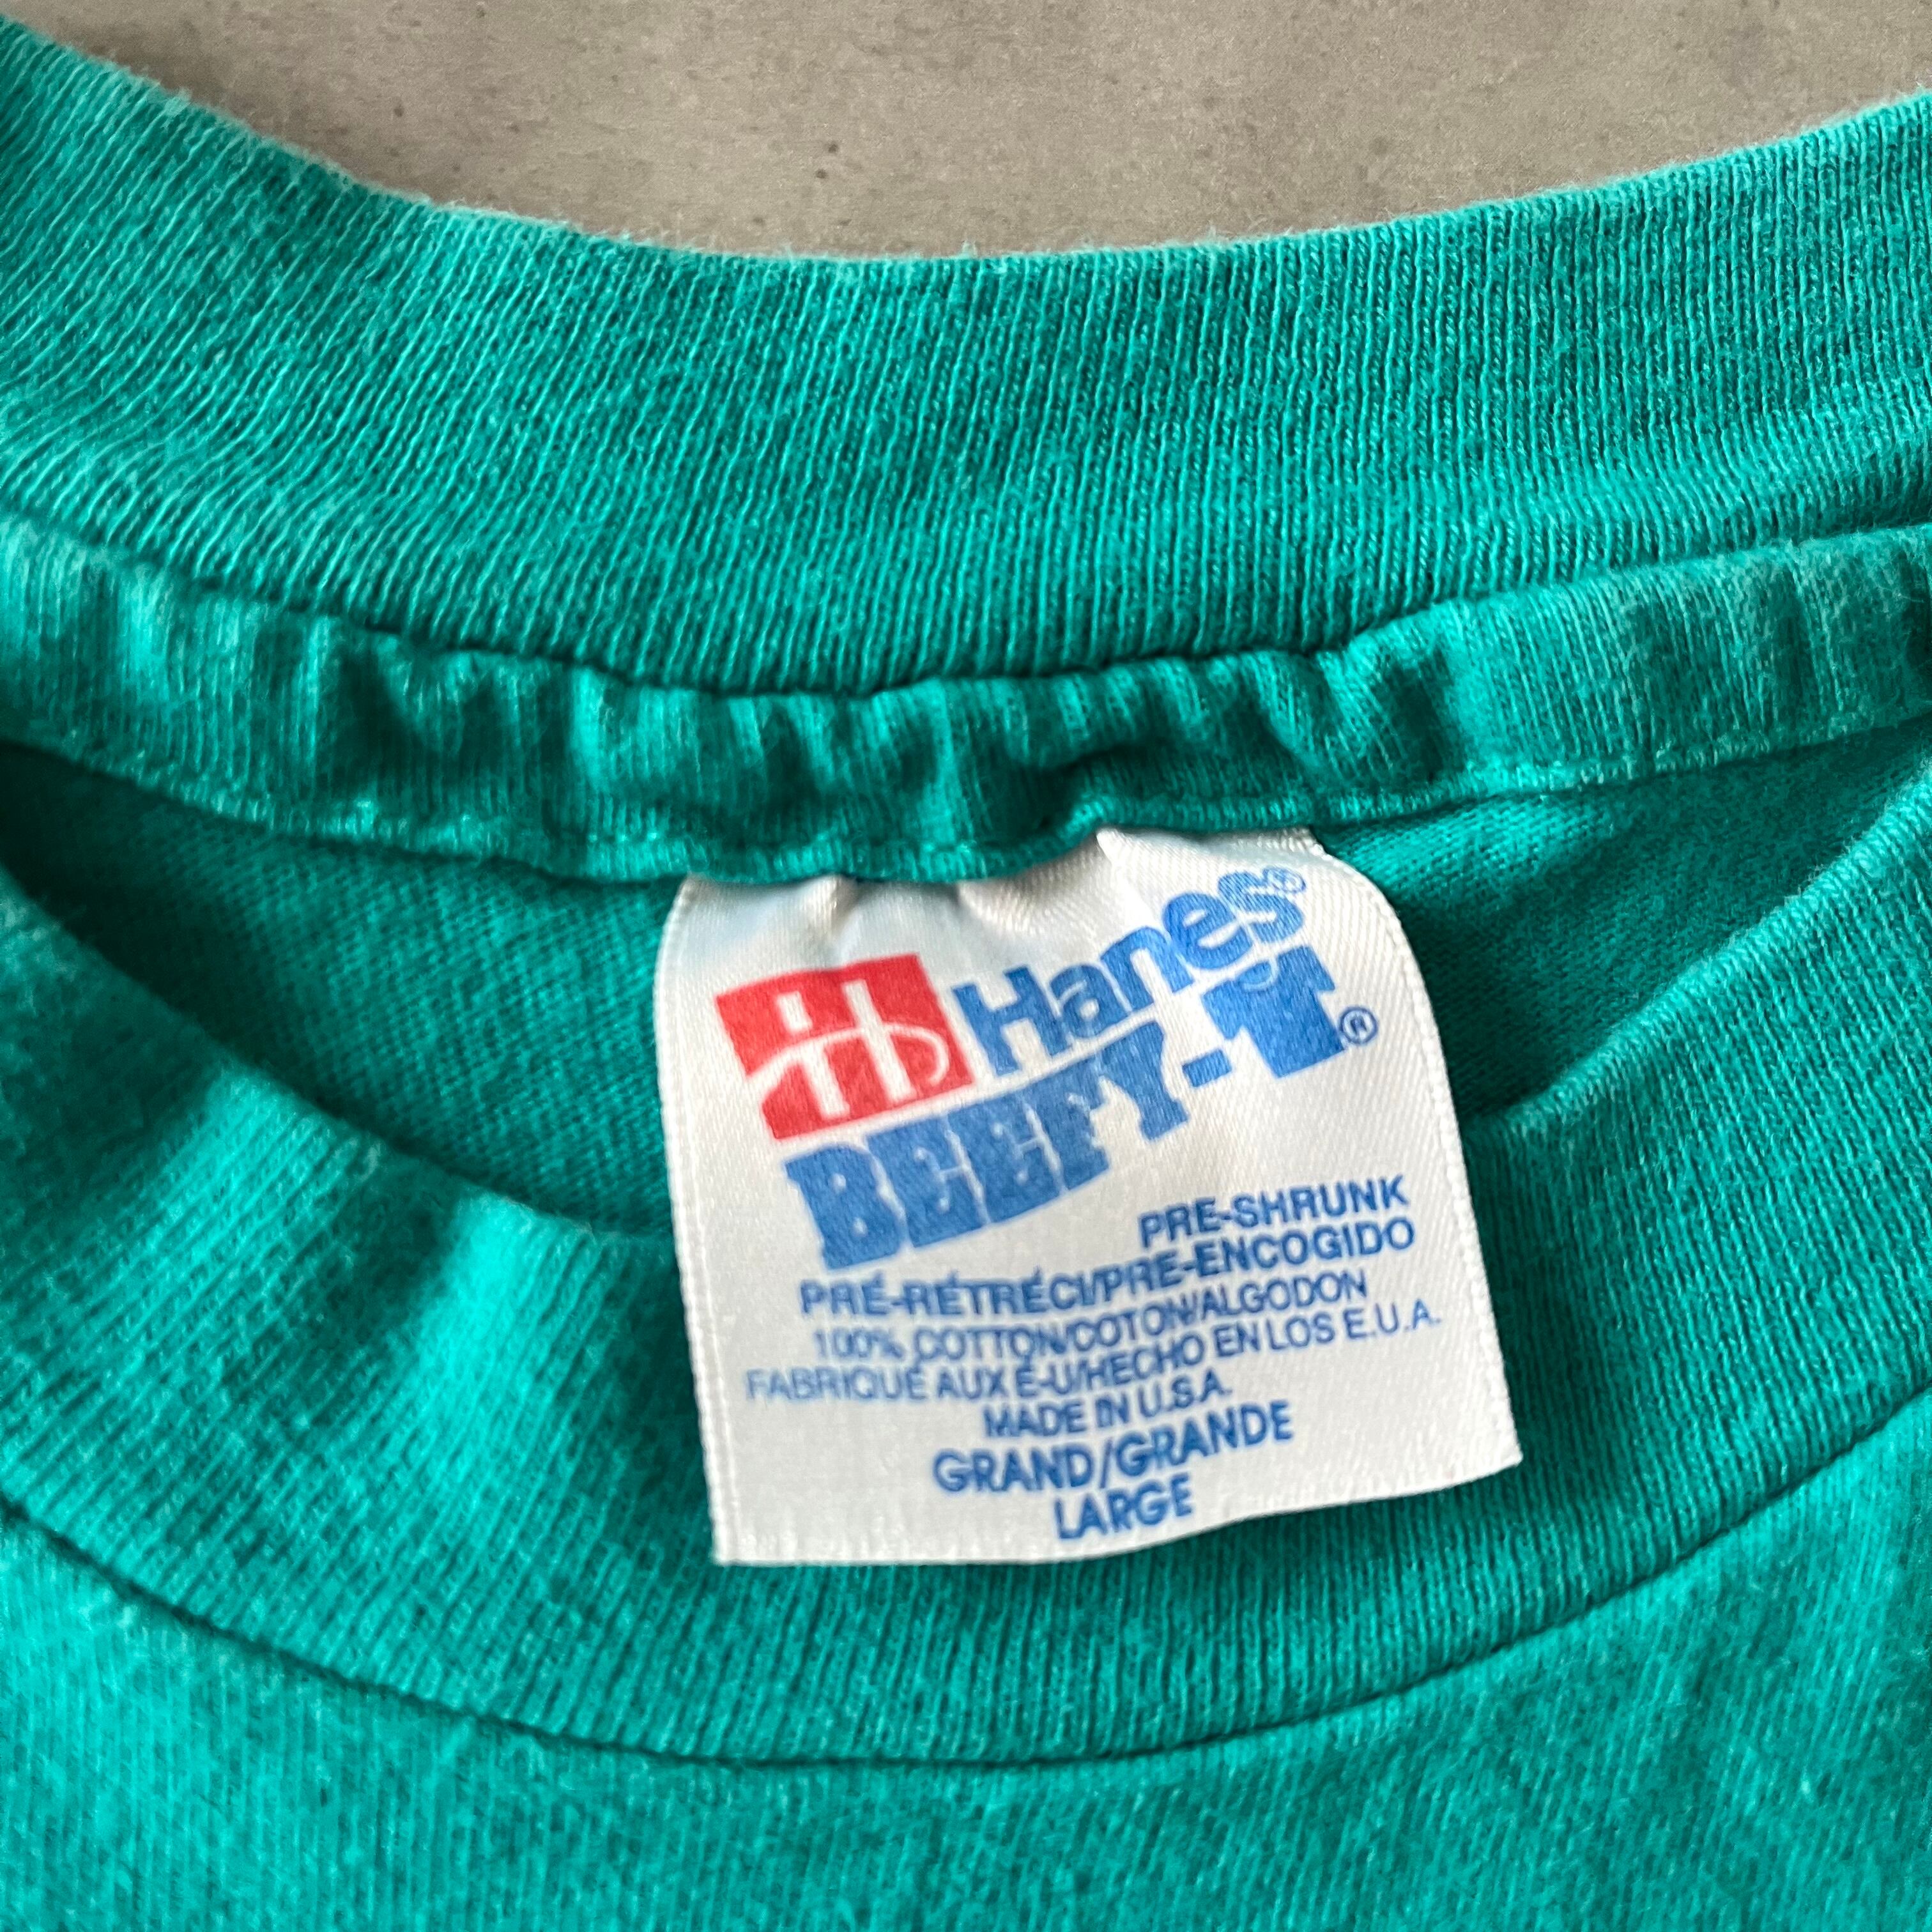 Hanes®
BEEFY-T®
PRE-SHRUNK
PRÉ-RÉTRÉCI/PRE-ENCOGIDO
100% COTTON/COTON/ALGODON
FABRIQUÉ AUX É-U/HECHO EN LOS E.U.A.
MADE IN U.S.A.
GRAND/GRANDE
LARGE